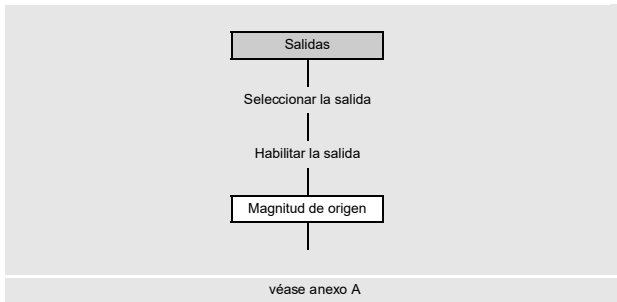 Salidas
Seleccionar la salida
Habilitar la salida
Magnitud de origen
véase anexo A